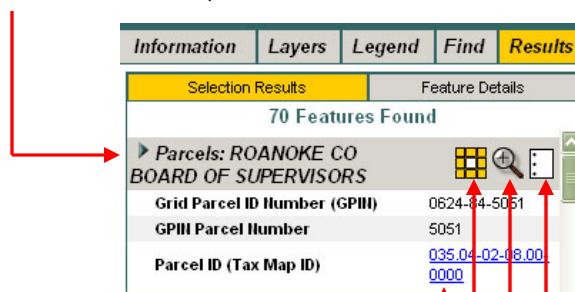 Information Layers Legend Find Results
Selection Results Feature Details
70 Features Found
Parcels: ROANOKE CO
BOARD OF SUPERVISORS
Grid Parcel ID Number (GPIN) 0624-84-5051
GPIN Parcel Number 5051
Parcel ID (Tax Map ID) 035.04-02-08.00-
0000